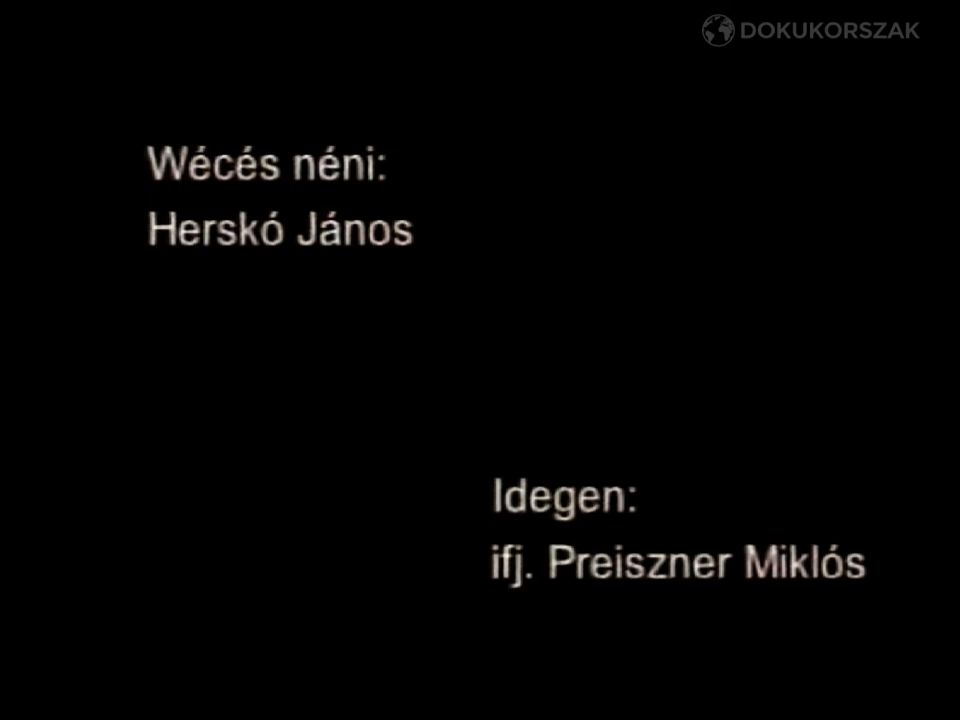 DOKUKORSZAK
Wécés néni:
Herskó János
Idegen:
ifj. Preiszner Miklós